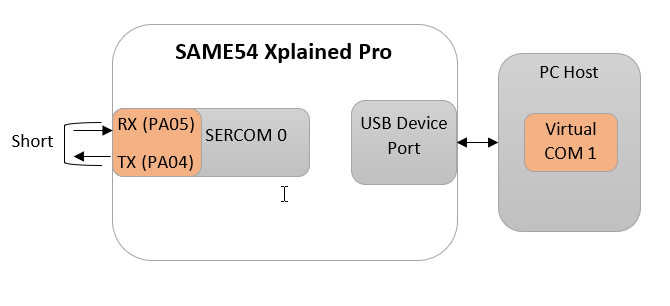 SAME54 Xplained Pro
PC Host
Short
RX (PA05)
TX (PA04)
SERCOM 0
USB Device
Port
Virtual
COM 1